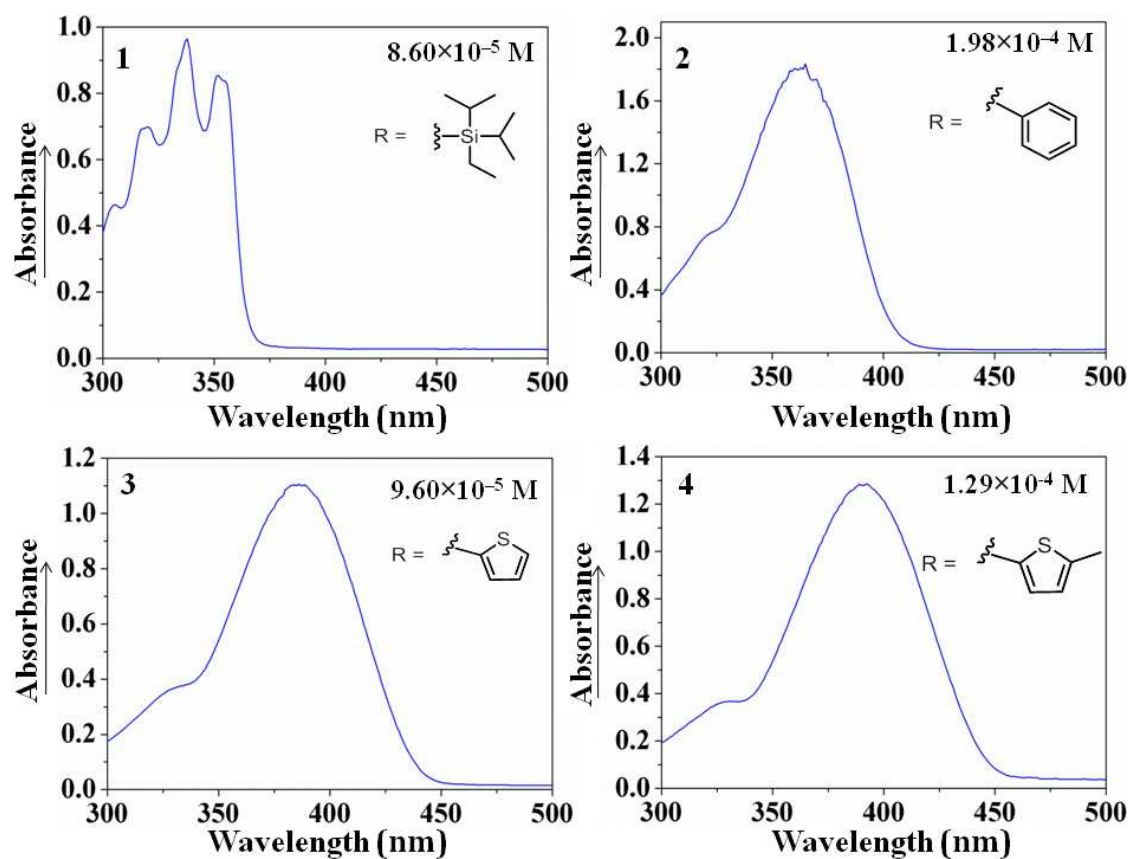 1
8.60×10⁻⁵ M
R = Si
Absorbance
1.0
0.8
0.6
0.4
0.2
0.0
300 350 400 450 500
Wavelength (nm)
2
1.98×10⁻⁴ M
R =
Absorbance
2.0
1.6
1.2
0.8
0.4
0.0
300 350 400 450 500
Wavelength (nm)
3
9.60×10⁻⁵ M
R = S
Absorbance
1.2
1.0
0.8
0.6
0.4
0.2
0.0
300 350 400 450 500
Wavelength (nm)
4
1.29×10⁻⁴ M
R = S
Absorbance
1.4
1.2
1.0
0.8
0.6
0.4
0.2
0.0
300 350 400 450 500
Wavelength (nm)